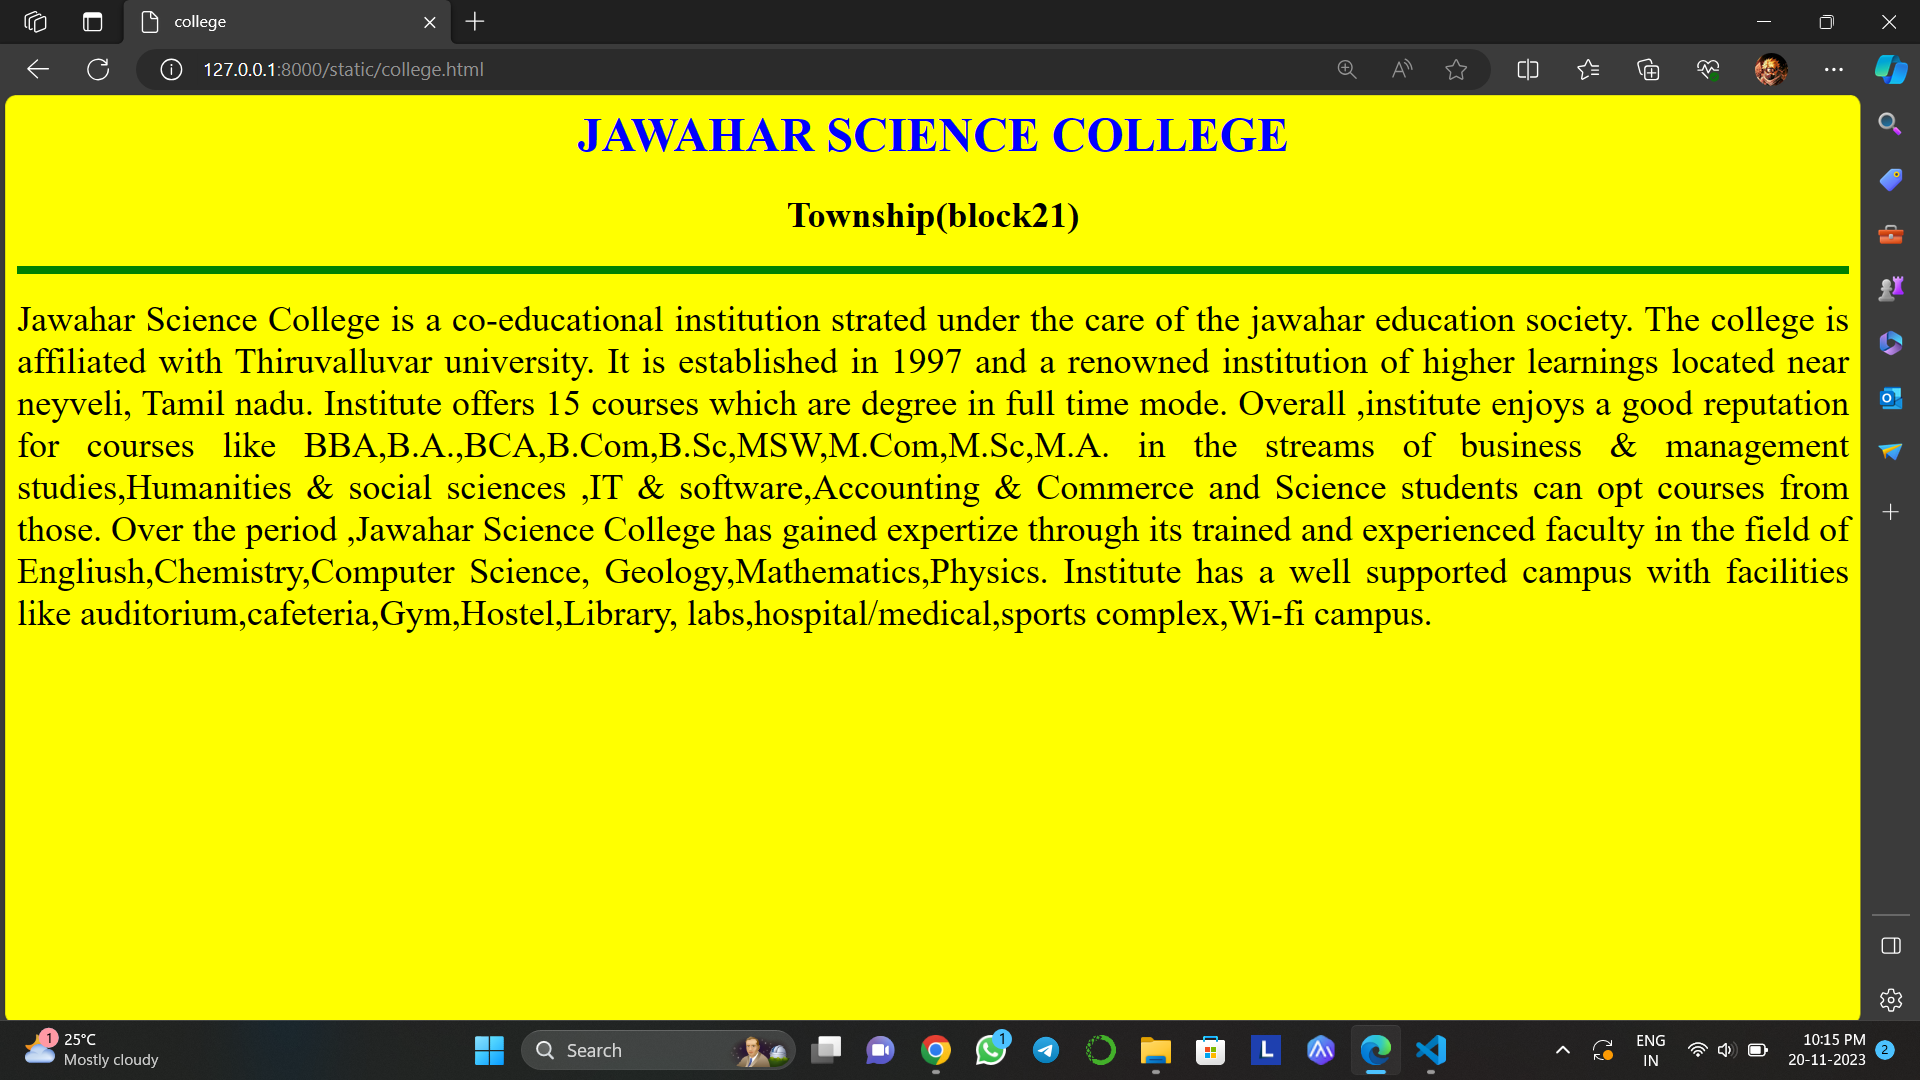 college
127.0.0.1:8000/static/college.html
JAWAHAR SCIENCE COLLEGE
Township(block21)
Jawahar Science College is a co-educational institution strated under the care of the jawahar education society. The college is
affiliated with Thiruvalluvar university. It is established in 1997 and a renowned institution of higher learnings located near
neyveli, Tamil nadu. Institute offers 15 courses which are degree in full time mode. Overall ,institute enjoys a good reputation
for courses like BBA,B.A.,BCA,B.Com,B.Sc,MSW,M.Com,M.Sc,M.A. in the streams of business & management
studies,Humanities & social sciences ,IT & software,Accounting & Commerce and Science students can opt courses from
those. Over the period ,Jawahar Science College has gained expertize through its trained and experienced faculty in the field of
Engliush,Chemistry,Computer Science, Geology,Mathematics,Physics. Institute has a well supported campus with facilities
like auditorium,cafeteria,Gym,Hostel,Library, labs,hospital/medical,sports complex,Wi-fi campus.
1
25°C
Mostly cloudy
Search
1
L
ENG
IN
10:15 PM
20-11-2023
2